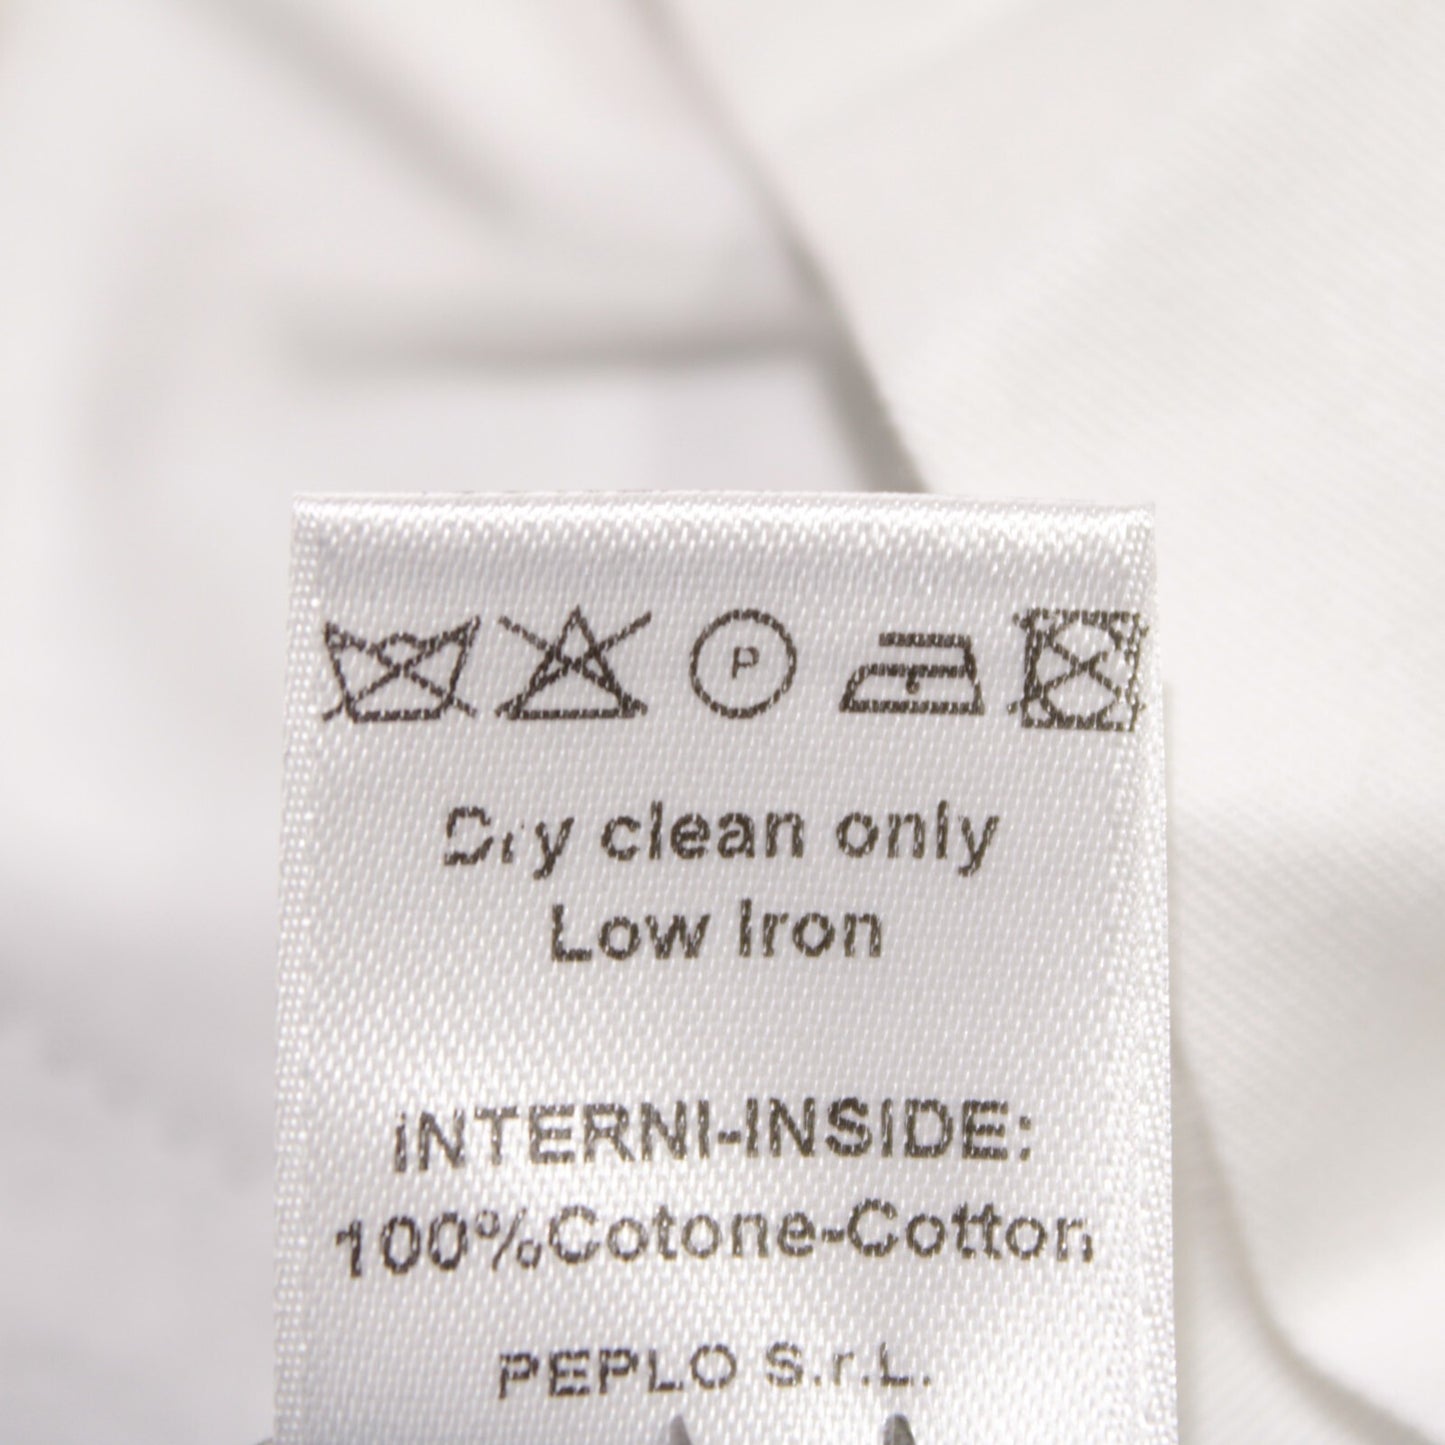 P
Dry clean only
Low Iron
INTERNI-INSIDE:
100%Cotone-Cotton
PEPLO S.r.L.